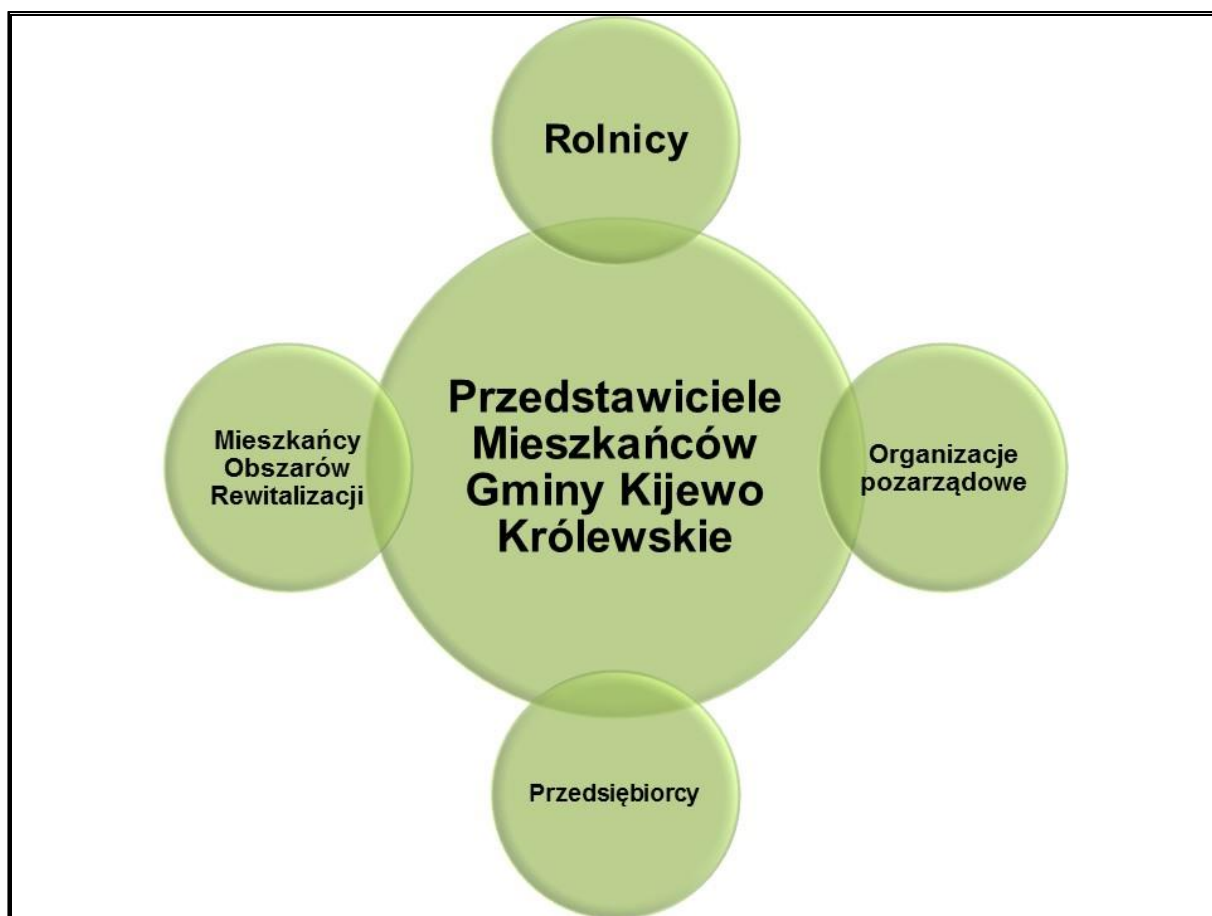 Rolnicy
Przedstawiciele
Mieszkańców
Gminy Kijewo
Królewskie
Mieszkańcy
Obszarów
Rewitalizacji
Organizacje
pozarządowe
Przedsiębiorcy